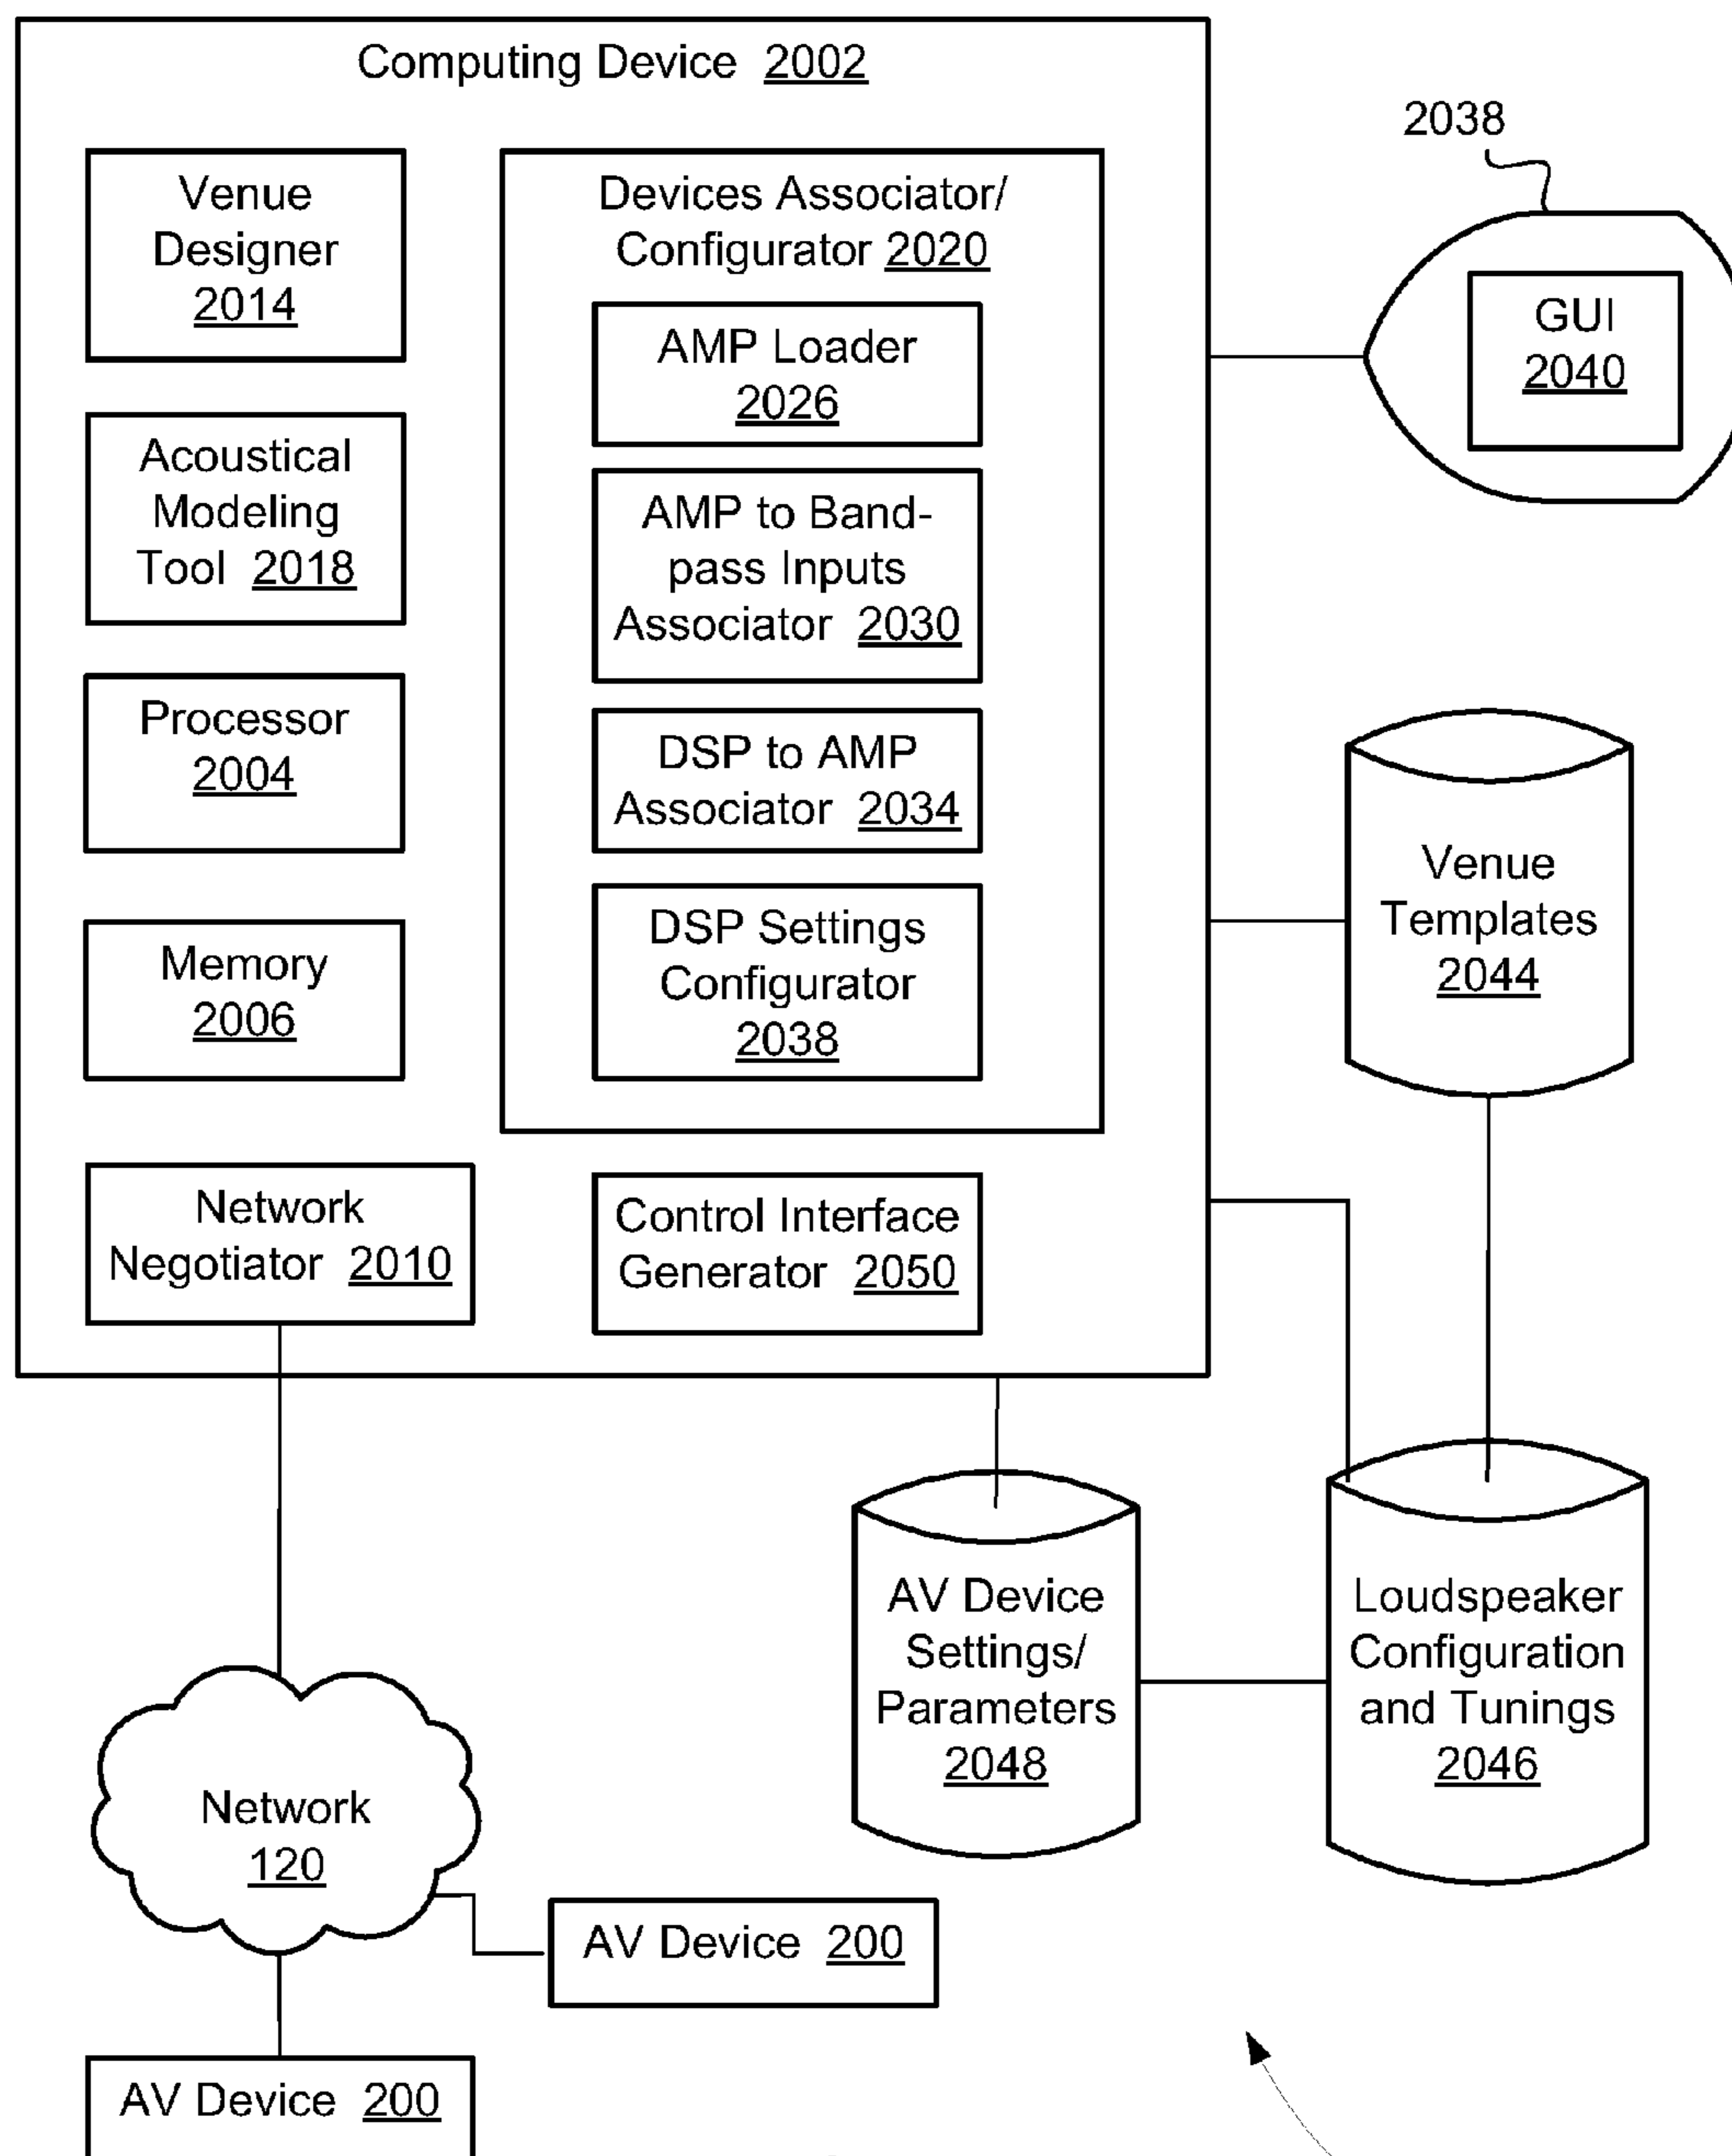 Computing Device 2002
Venue
Designer
2014
Acoustical
Modeling
Tool 2018
Processor
2004
Memory
2006
Network
Negotiator 2010
Devices Associator/
Configurator 2020
AMP Loader
2026
AMP to Band-
pass Inputs
Associator 2030
DSP to AMP
Associator 2034
DSP Settings
Configurator
2038
Control Interface
Generator 2050
2038
GUI
2040
Venue
Templates
2044
AV Device
Settings/
Parameters
2048
Loudspeaker
Configuration
and Tunings
2046
Network
120
AV Device 200
AV Device 200